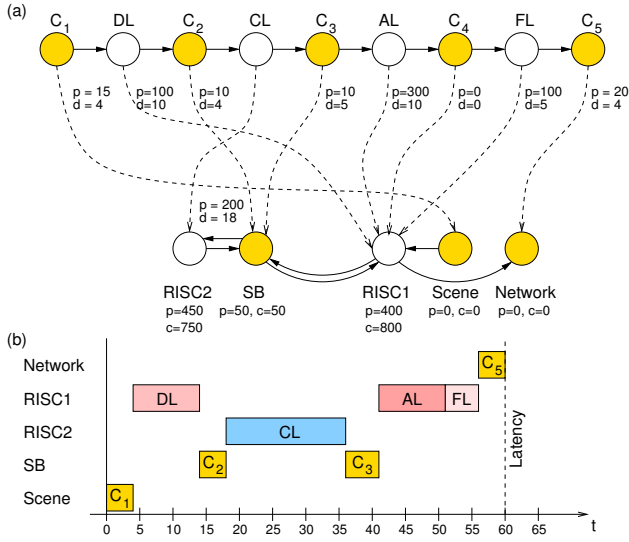 (a)
C1 DL C2 CL C3 AL C4 FL C5
p = 15 p=100 p=10 p=10 p=300 p=0 p=100 p = 20
d = 4 d=10 d=4 d=5 d=10 d=0 d=5 d = 4
p = 200
d = 18
RISC2 SB RISC1 Scene Network
p=450 p=50, c=50 p=400 p=0, c=0 p=0, c=0
c=750 c=800
(b)
Network C5
RISC1 DL AL FL
RISC2 CL
SB C2 C3
Scene C1
Latency
0 5 10 15 20 25 30 35 40 45 50 55 60 65 t